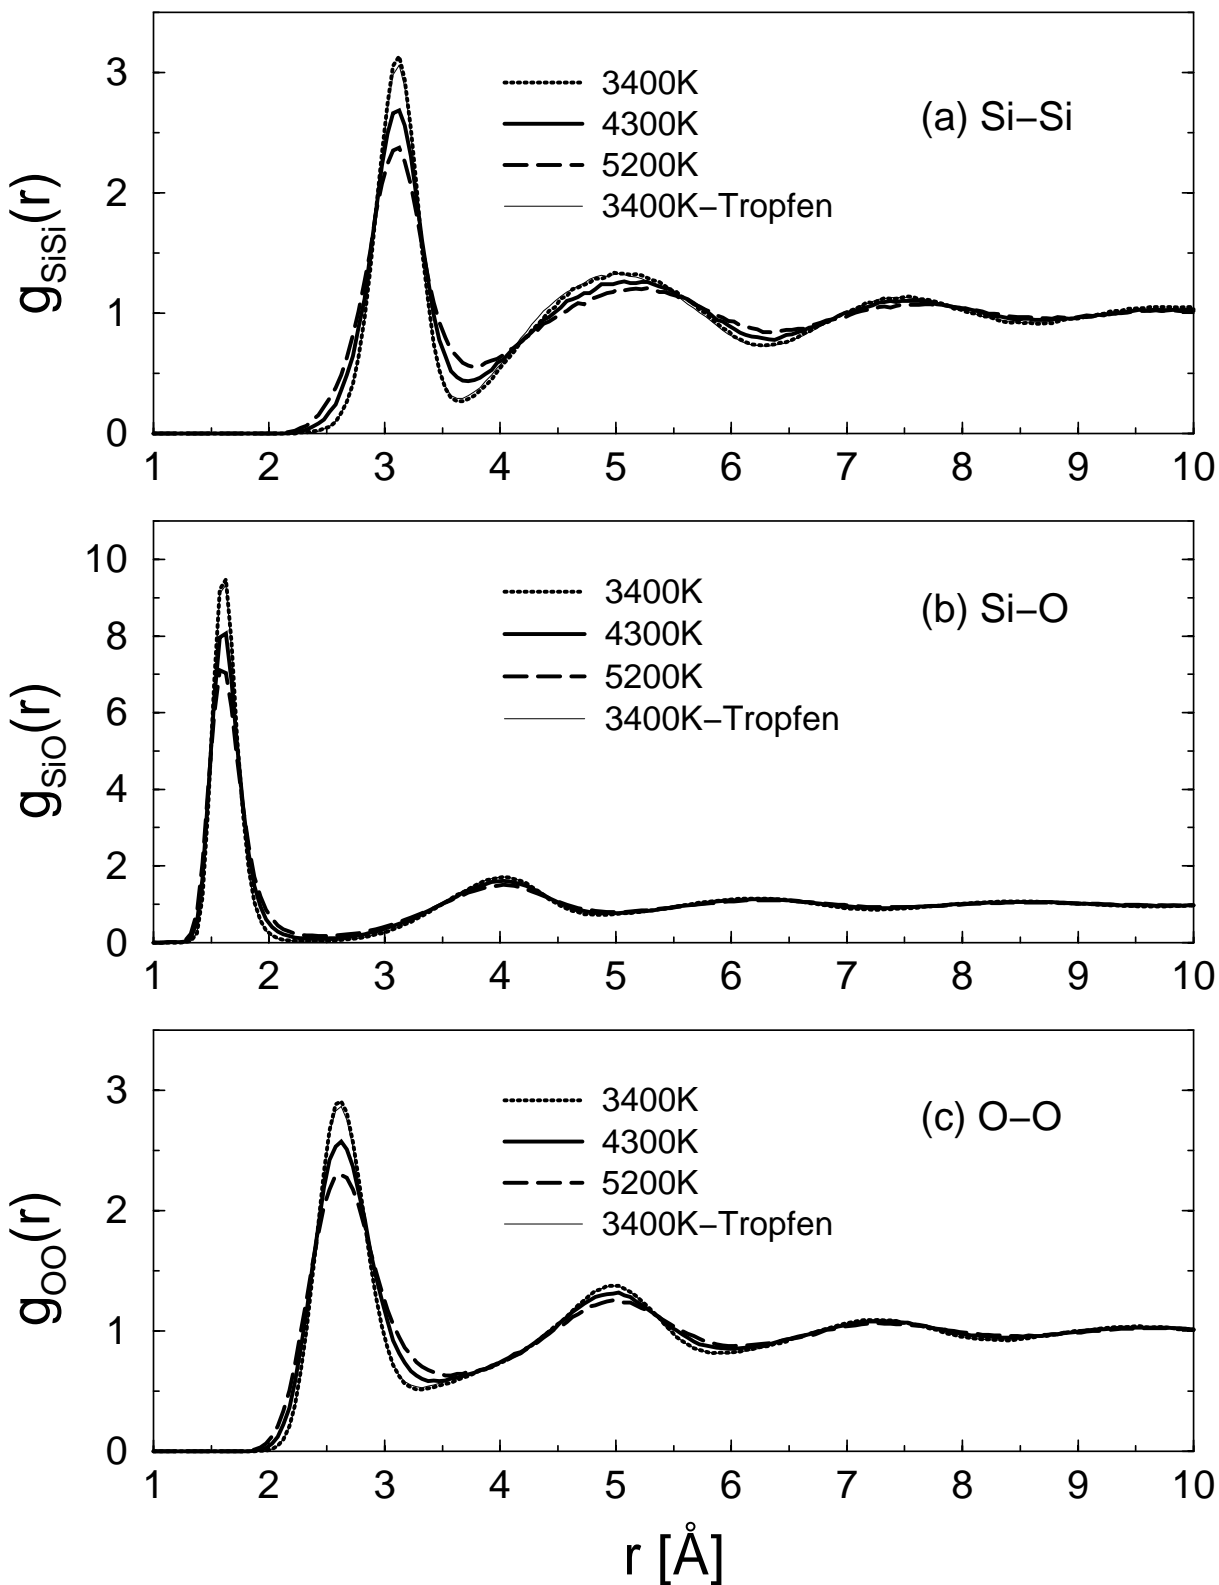 3
2
1
0
g_SiSi(r)
3400K
4300K
5200K
3400K–Tropfen
(a) Si–Si
1 2 3 4 5 6 7 8 9 10
10
8
6
4
2
0
g_SiO(r)
3400K
4300K
5200K
3400K–Tropfen
(b) Si–O
1 2 3 4 5 6 7 8 9 10
3
2
1
0
g_OO(r)
3400K
4300K
5200K
3400K–Tropfen
(c) O–O
1 2 3 4 5 6 7 8 9 10
r [Å]